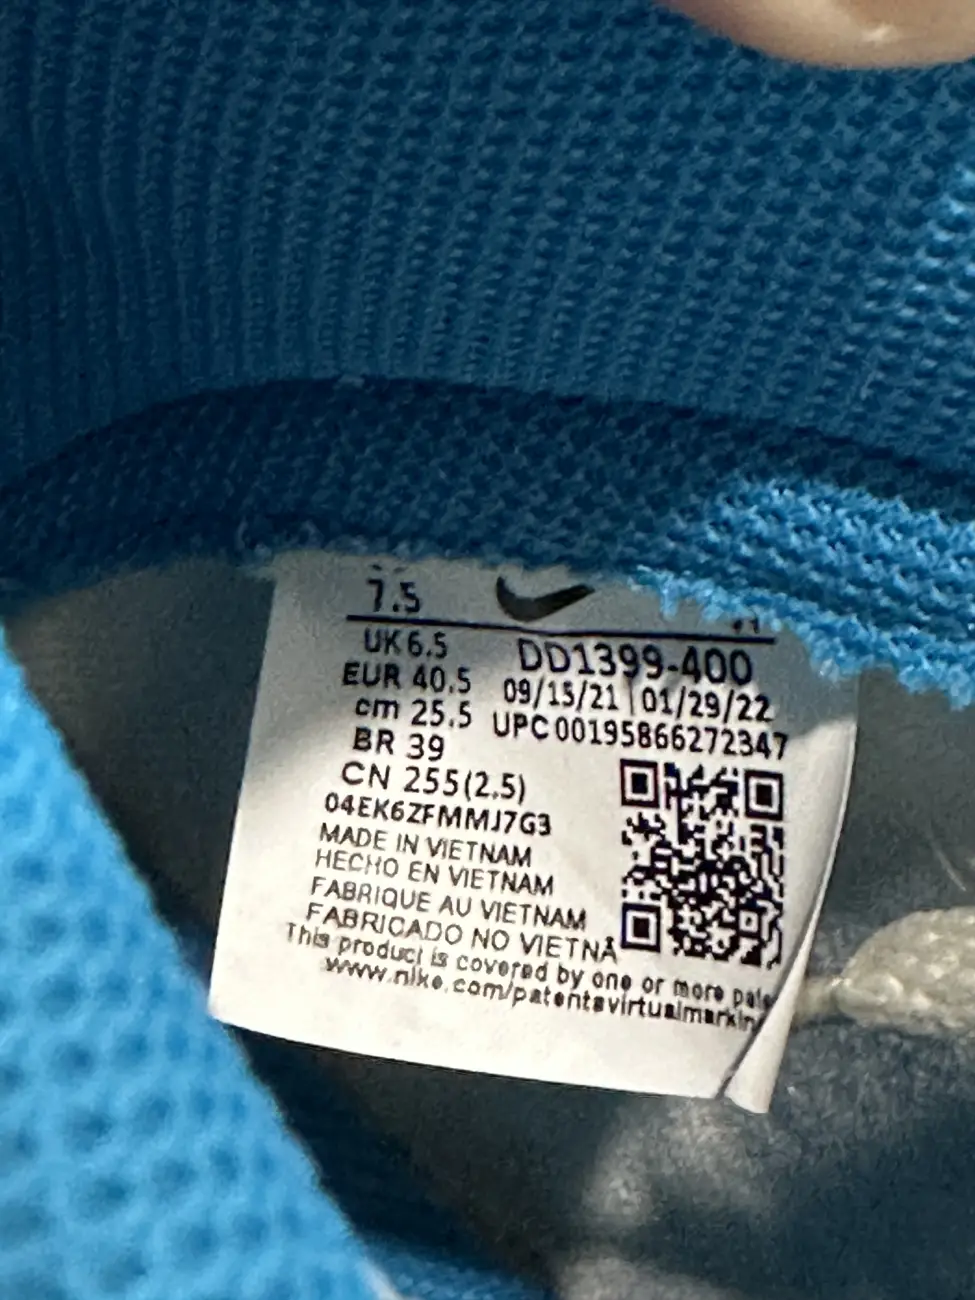 7.5
UK 6.5
EUR 40.5
cm 25.5
BR 39
CN 255(2.5)
DD1399-400
09/15/21 01/29/22
UPC 00195866272347
04EK6ZFMMJ7G3
MADE IN VIETNAM
HECHO EN VIETNAM
FABRIQUE AU VIETNAM
FABRICADO NO VIETNÃ
This product is covered by one or more
www.nike.com/patentsvirtualmarkin